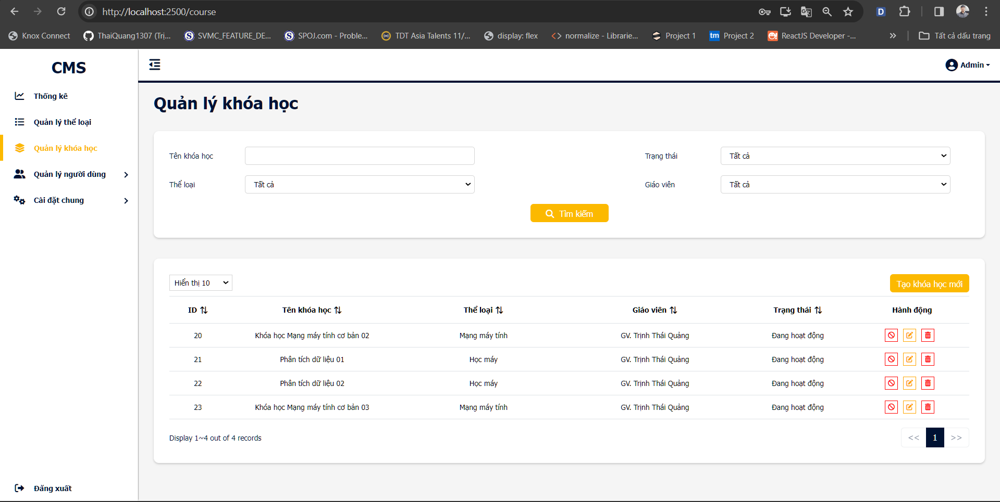 http://localhost:2500/course
Knox Connect
ThaiQuang1307 (Trị...
SVMC_FEATURE_DE...
SPOJ.com - Proble...
TDT Asia Talents 11/...
display: flex
normalize - Librarie...
Project 1
tm Project 2
ReactJS Developer -...
Tất cả dấu trang
CMS
Admin
Thống kê
Quản lý thể loại
Quản lý khóa học
Quản lý người dùng
Cài đặt chung
Đăng xuất
Quản lý khóa học
Tên khóa học
Trạng thái Tất cả
Thể loại Tất cả
Giáo viên Tất cả
Tìm kiếm
Hiển thị 10
Tạo khóa học mới
ID Tên khóa học Thể loại Giáo viên Trạng thái Hành động
20 Khóa học Mạng máy tính cơ bản 02 Mạng máy tính GV. Trịnh Thái Quảng Đang hoạt động
21 Phân tích dữ liệu 01 Học máy GV. Trịnh Thái Quảng Đang hoạt động
22 Phân tích dữ liệu 02 Học máy GV. Trịnh Thái Quảng Đang hoạt động
23 Khóa học Mạng máy tính cơ bản 03 Mạng máy tính GV. Trịnh Thái Quảng Đang hoạt động
Display 1~4 out of 4 records
<< 1 >>